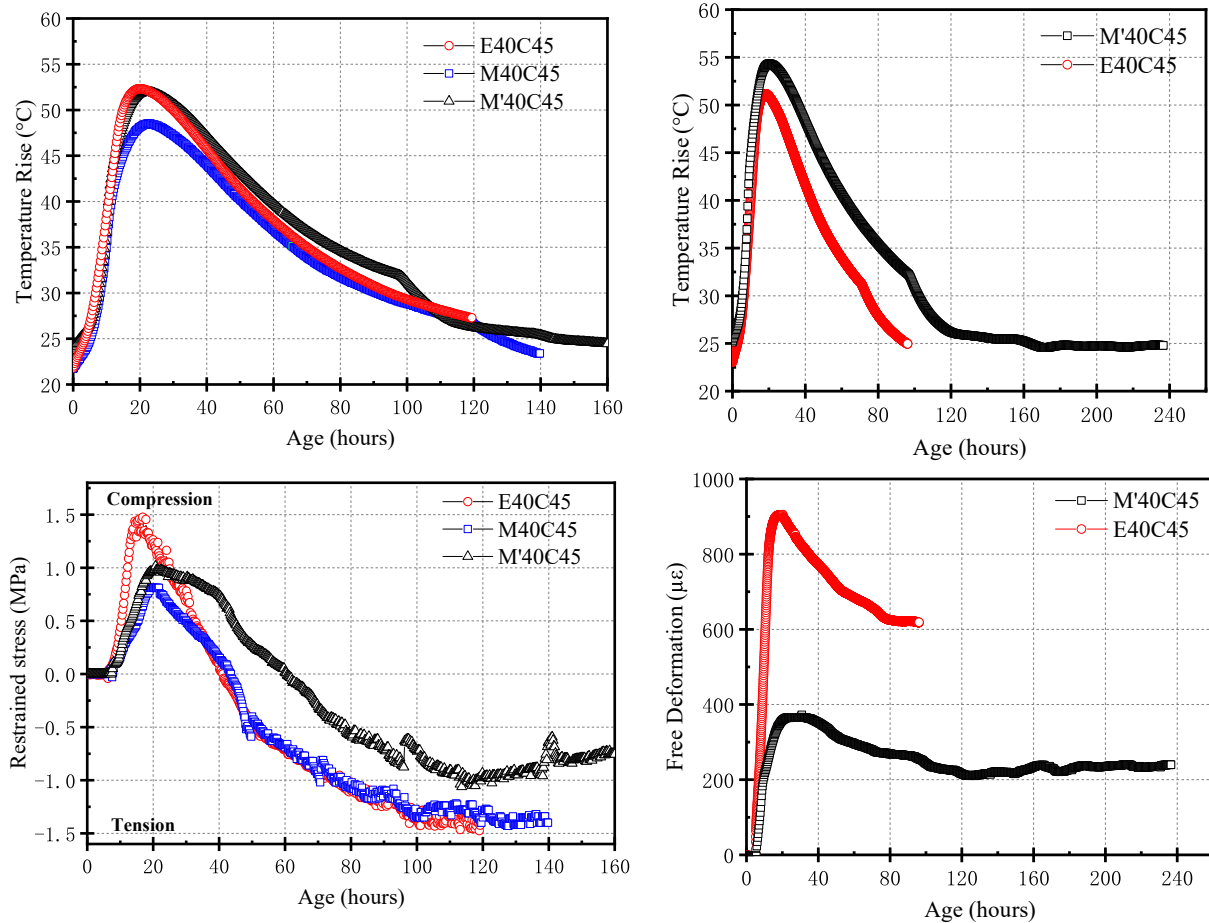 60
55
50
45
40
35
30
25
20
Temperature Rise (°C)
E40C45
M40C45
M'40C45
0 20 40 60 80 100 120 140 160
Age (hours)
60
55
50
45
40
35
30
25
20
Temperature Rise (°C)
M'40C45
E40C45
0 40 80 120 160 200 240
Age (hours)
Compression
1.5
1.0
0.5
0.0
−0.5
−1.0
−1.5
Restrained stress (MPa)
E40C45
M40C45
M'40C45
Tension
0 20 40 60 80 100 120 140 160
Age (hours)
1000
800
600
400
200
0
Free Deformation (με)
M'40C45
E40C45
0 40 80 120 160 200 240
Age (hours)